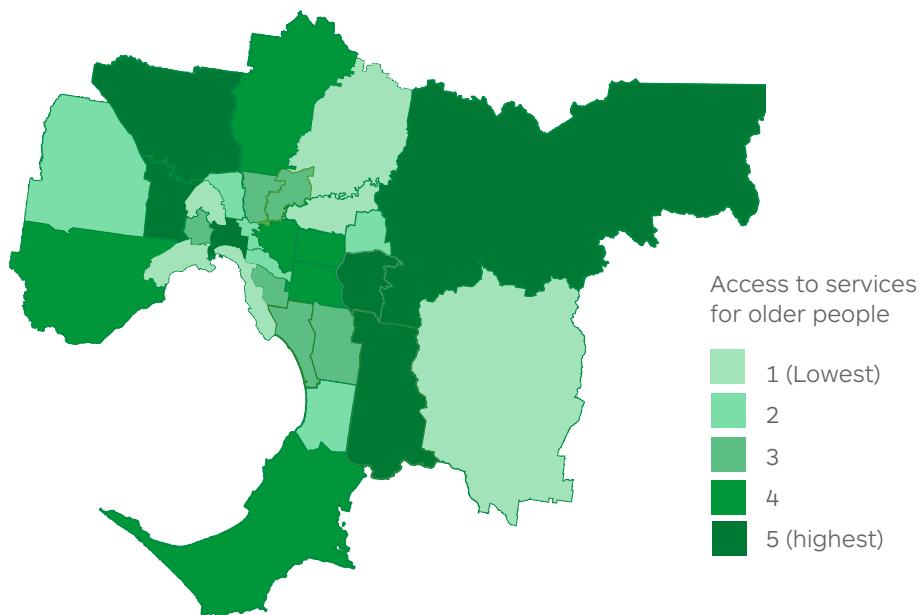 Access to services
for older people
1 (Lowest)
2
3
4
5 (highest)